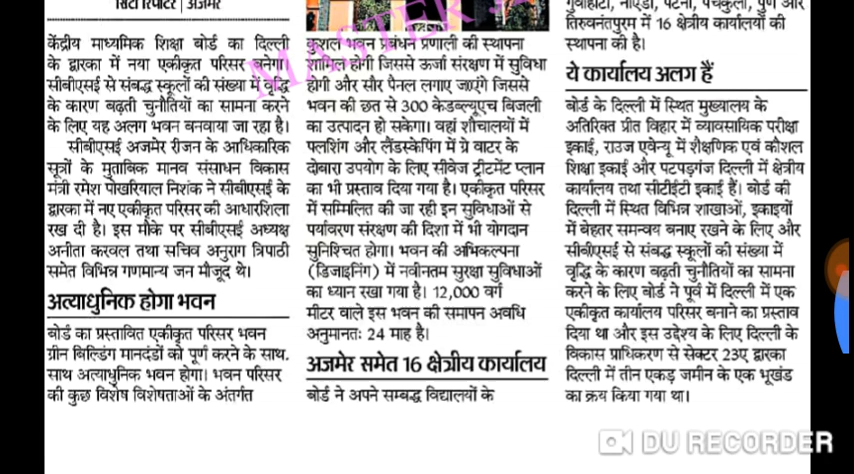 सिटी रिपोर्टर | अजमेर
केंद्रीय माध्यमिक शिक्षा बोर्ड का दिल्ली
के द्वारका में नया एकीकृत परिसर बनेगा।
सीबीएसई से संबद्ध स्कूलों की संख्या में वृद्धि
के कारण बढ़ती चुनौतियों का सामना करने
के लिए यह अलग भवन बनवाया जा रहा है।
सीबीएसई अजमेर रीजन के आधिकारिक
सूत्रों के मुताबिक मानव संसाधन विकास
मंत्री रमेश पोखरियाल निशंक ने सीबीएसई के
द्वारका में नए एकीकृत परिसर की आधारशिला
रख दी है। इस मौके पर सीबीएसई अध्यक्ष
अनीता करवल तथा सचिव अनुराग त्रिपाठी
समेत विभिन्न गणमान्य जन मौजूद थे।
अत्याधुनिक होगा भवन
बोर्ड का प्रस्तावित एकीकृत परिसर भवन
ग्रीन बिल्डिंग मानदंडों को पूर्ण करने के साथ.
साथ अत्याधुनिक भवन होगा। भवन परिसर
की कुछ विशेष विशेषताओं के अंतर्गत
कुशल भवन प्रबंधन प्रणाली की स्थापना
शामिल होगी जिससे ऊर्जा संरक्षण में सुविधा
होगी और सौर पैनल लगाए जाएंगे जिससे
भवन की छत से 300 केडब्ल्यूएच बिजली
का उत्पादन हो सकेगा। वहां शौचालयों में
फ्लशिंग और लैंडस्केपिंग में ग्रे वाटर के
दोबारा उपयोग के लिए सीवेज ट्रीटमेंट प्लान
का भी प्रस्ताव दिया गया है। एकीकृत परिसर
में सम्मिलित की जा रही इन सुविधाओं से
पर्यावरण संरक्षण की दिशा में भी योगदान
सुनिश्चित होगा। भवन की अभिकल्पना
(डिजाइनिंग) में नवीनतम सुरक्षा सुविधाओं
का ध्यान रखा गया है। 12,000 वर्ग
मीटर वाले इस भवन की समापन अवधि
अनुमानतः 24 माह है।
अजमेर समेत 16 क्षेत्रीय कार्यालय
बोर्ड ने अपने सम्बद्ध विद्यालयों के
गुवाहाटी, नोएडा, पटना, पंचकुला, पुणे और
तिरुवनंतपुरम में 16 क्षेत्रीय कार्यालयों की
स्थापना की है।
ये कार्यालय अलग हैं
बोर्ड के दिल्ली में स्थित मुख्यालय के
अतिरिक्त प्रीत विहार में व्यावसायिक परीक्षा
इकाई, राउज एवेन्यू में शैक्षणिक एवं कौशल
शिक्षा इकाई और पटपड़गंज दिल्ली में क्षेत्रीय
कार्यालय तथा सीटीईटी इकाई हैं। बोर्ड की
दिल्ली में स्थित विभिन्न शाखाओं, इकाइयों
में बेहतर समन्वय बनाए रखने के लिए और
सीबीएसई से संबद्ध स्कूलों की संख्या में
वृद्धि के कारण बढ़ती चुनौतियों का सामना
करने के लिए बोर्ड ने पूर्व में दिल्ली में एक
एकीकृत कार्यालय परिसर बनाने का प्रस्ताव
दिया था और इस उद्देश्य के लिए दिल्ली के
विकास प्राधिकरण से सेक्टर 23ए द्वारका
दिल्ली में तीन एकड़ जमीन के एक भूखंड
का क्रय किया गया था।
MASTER
DU RECORDER